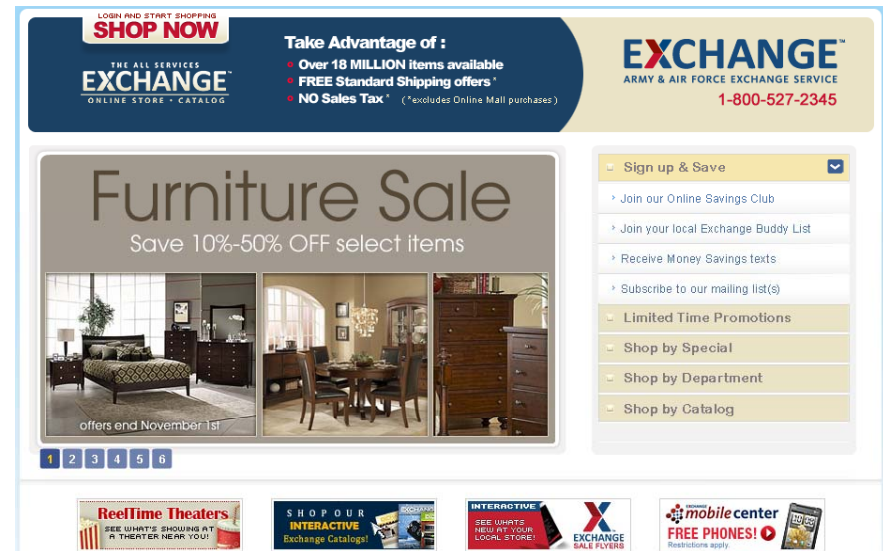 LOGIN AND START SHOPPING
SHOP NOW
THE ALL SERVICES
EXCHANGE
ONLINE STORE • CATALOG
Take Advantage of :
Over 18 MILLION items available
FREE Standard Shipping offers *
NO Sales Tax * (*excludes Online Mall purchases)
EXCHANGE™
ARMY & AIR FORCE EXCHANGE SERVICE
1-800-527-2345
Furniture Sale
Save 10%-50% OFF select items
offers end November 1st
1 2 3 4 5 6
Sign up & Save
Join our Online Savings Club
Join your local Exchange Buddy List
Receive Money Savings texts
Subscribe to our mailing list(s)
Limited Time Promotions
Shop by Special
Shop by Department
Shop by Catalog
ReelTime Theaters
SEE WHAT'S SHOWING AT
A THEATER NEAR YOU!
SHOP OUR
INTERACTIVE
Exchange Catalogs!
EXCHANGE
INTERACTIVE
SEE WHATS
NEW AT YOUR
LOCAL STORE!
EXCHANGE
SALE FLYERS
EXCHANGE
mobile center
FREE PHONES!
Restrictions apply.